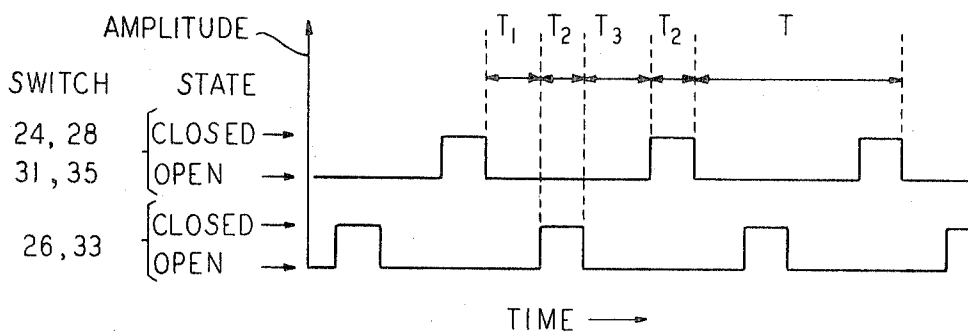 AMPLITUDE
T1 T2 T3 T2 T
SWITCH STATE
24, 28 CLOSED
31, 35 OPEN
CLOSED
26, 33
OPEN
TIME